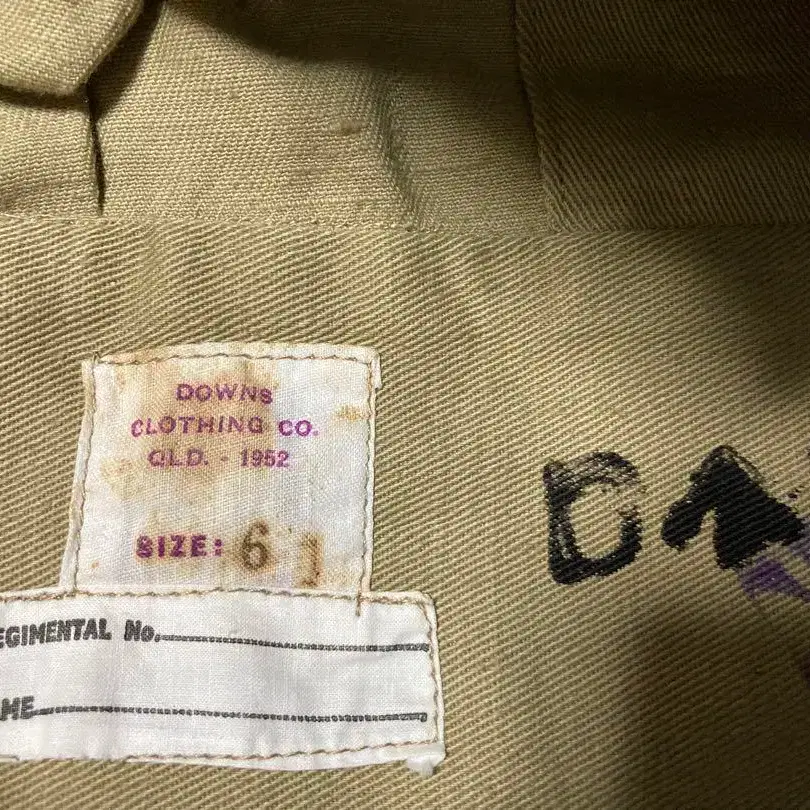 DOWNS
CLOTHING CO.
QLD. - 1952
SIZE: 6
D
EGIMENTAL No.
ME